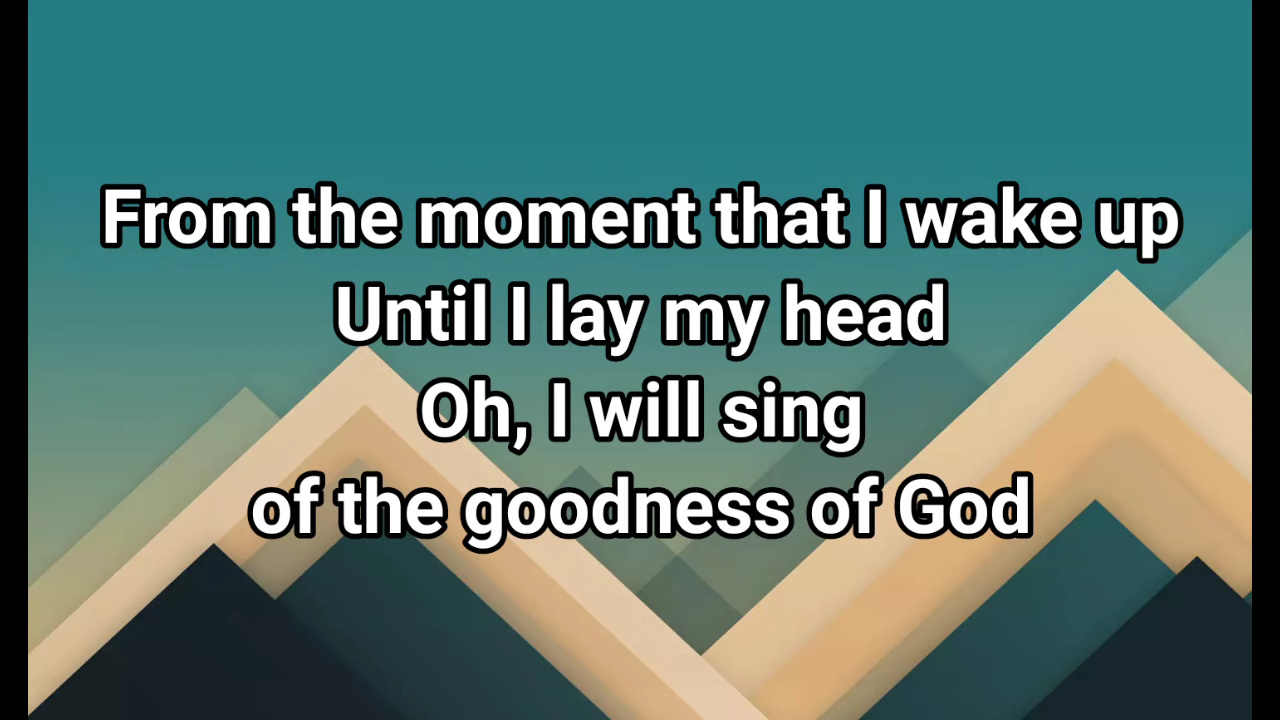 From the moment that I wake up
Until I lay my head
Oh, I will sing
of the goodness of God